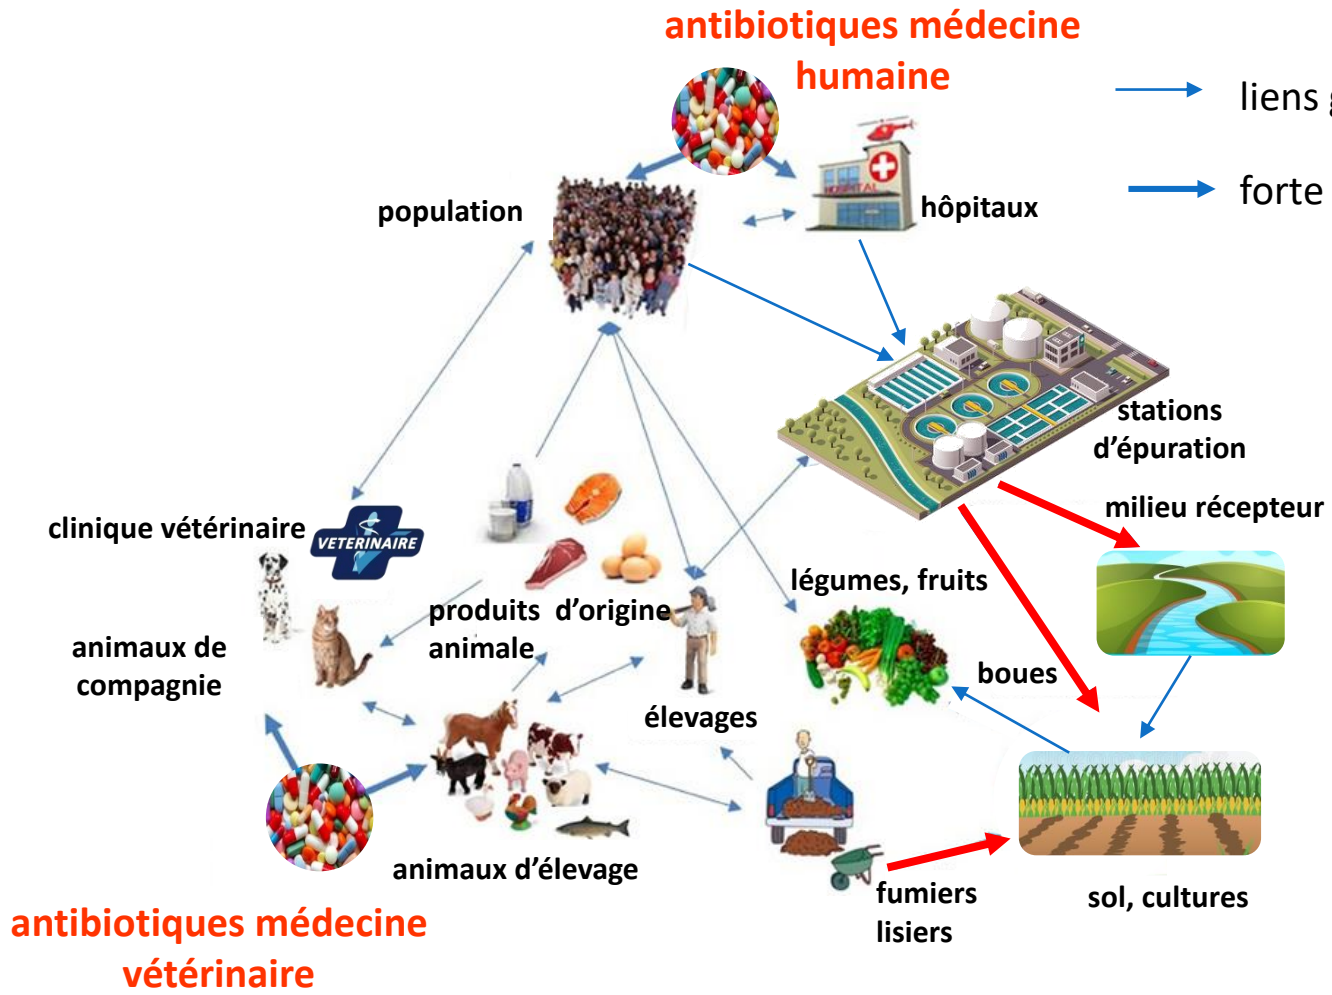 antibiotiques médecine
humaine
liens g
forte
population
hôpitaux
HOSPITAL
stations
d'épuration
milieu récepteur
clinique vétérinaire
VETERINAIRE
légumes, fruits
produits d'origine
animale
animaux de
compagnie
boues
élevages
animaux d'élevage
fumiers
lisiers
sol, cultures
antibiotiques médecine
vétérinaire